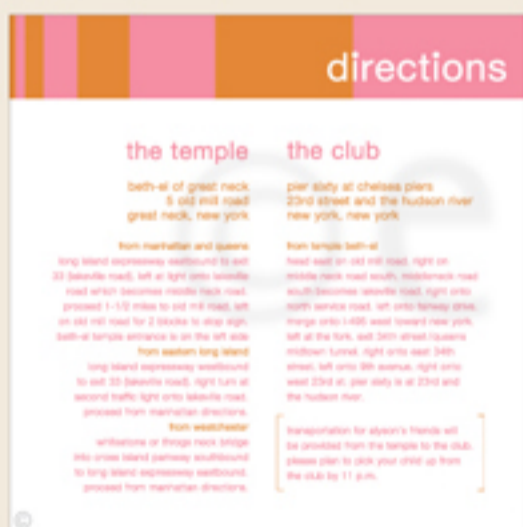 directions
the temple
beth-el of great neck
5 old mill road
great neck, new york
from manhattan and queens
long island expressway eastbound to exit
33 (lakeville road), left at light onto lakeville
road which becomes middle neck road.
proceed 1-1/2 miles to old mill road, left
on old mill road for 2 blocks to stop sign.
beth-el temple entrance is on the left side
from eastern long island
long island expressway westbound
to exit 33 (lakeville road), right turn at
second traffic light onto lakeville road.
proceed from manhattan directions.
from westchester
whitestone or throgs neck bridge
into cross island parkway southbound
to long island expressway eastbound.
proceed from manhattan directions.
the club
pier sixty at chelsea piers
23rd street and the hudson river
new york, new york
from temple beth-el
head east on old mill road, right on
middle neck road south, middleneck road
south becomes lakeville road, right onto
north service road, left onto fairway drive,
merge onto i-495 west toward new york.
left at the fork, exit 34th street/queens
midtown tunnel, right onto east 34th
street, left onto 9th avenue, right onto
west 23rd st. pier sixty is at 23rd and
the hudson river.
transportation for alyson's friends will
be provided from the temple to the club.
please plan to pick your child up from
the club by 11 p.m.